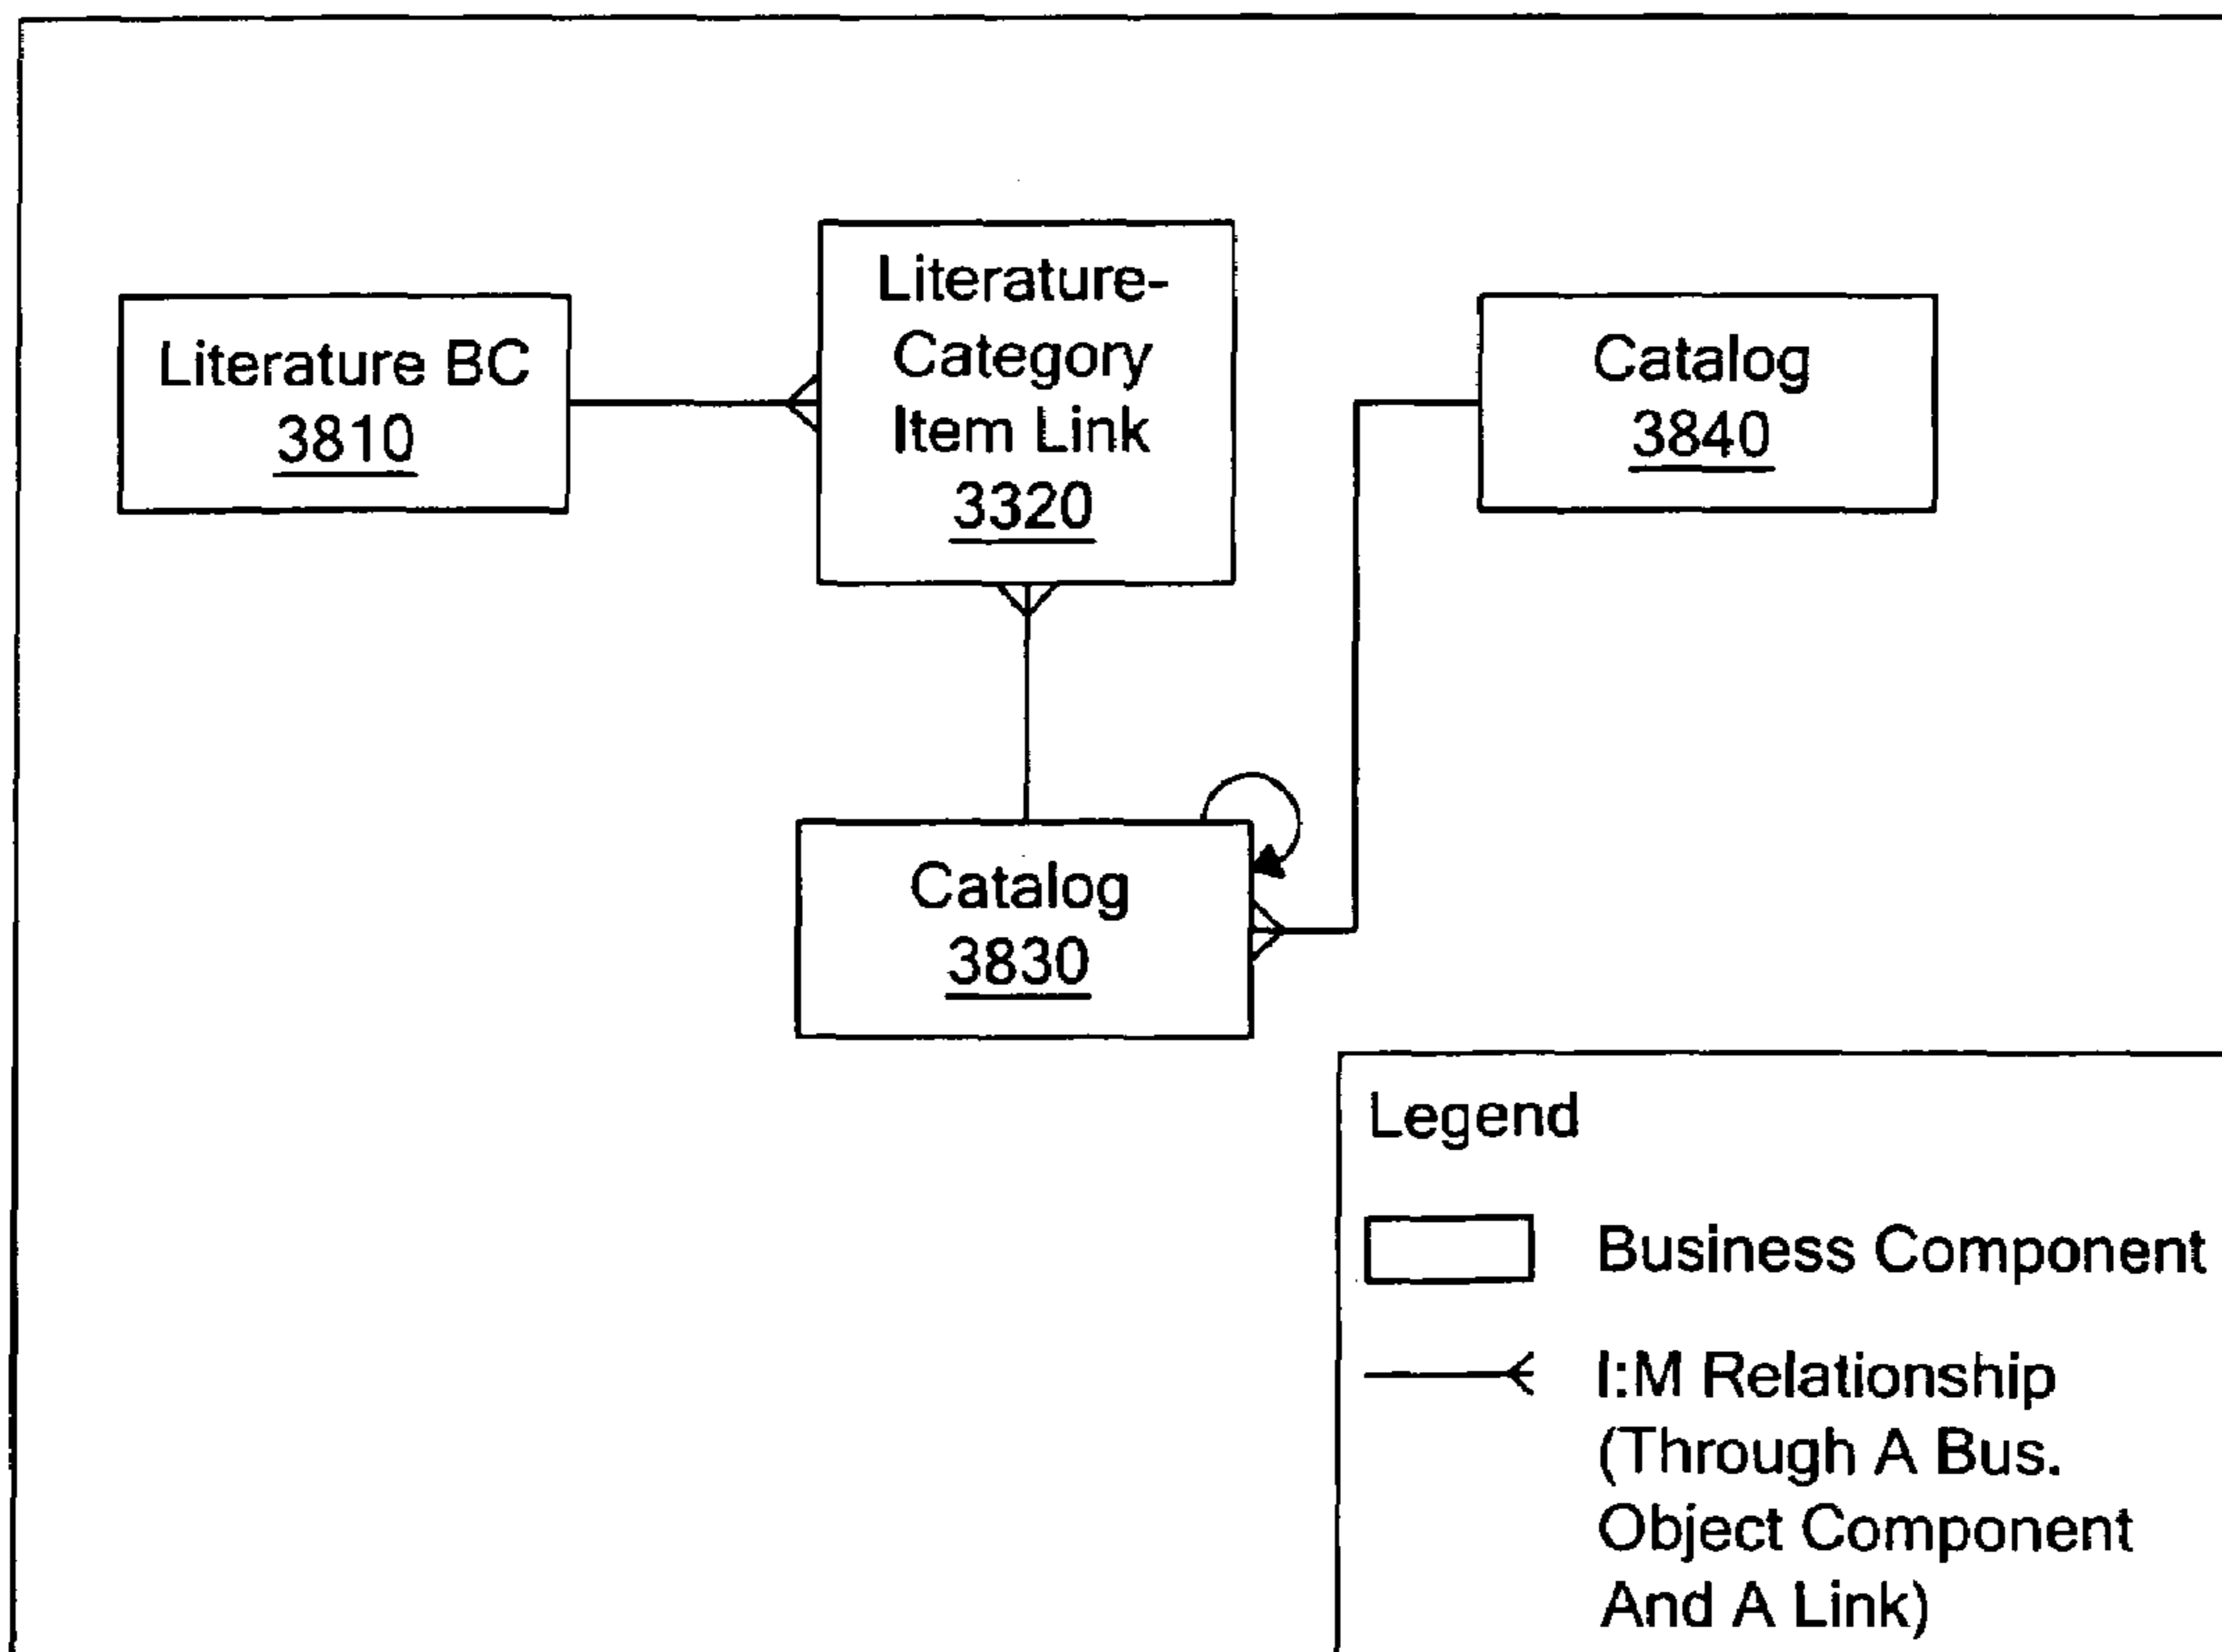 Literature BC
3810
Literature-
Category
Item Link
3320
Catalog
3840
Catalog
3830
Legend
Business Component
I:M Relationship
(Through A Bus.
Object Component
And A Link)